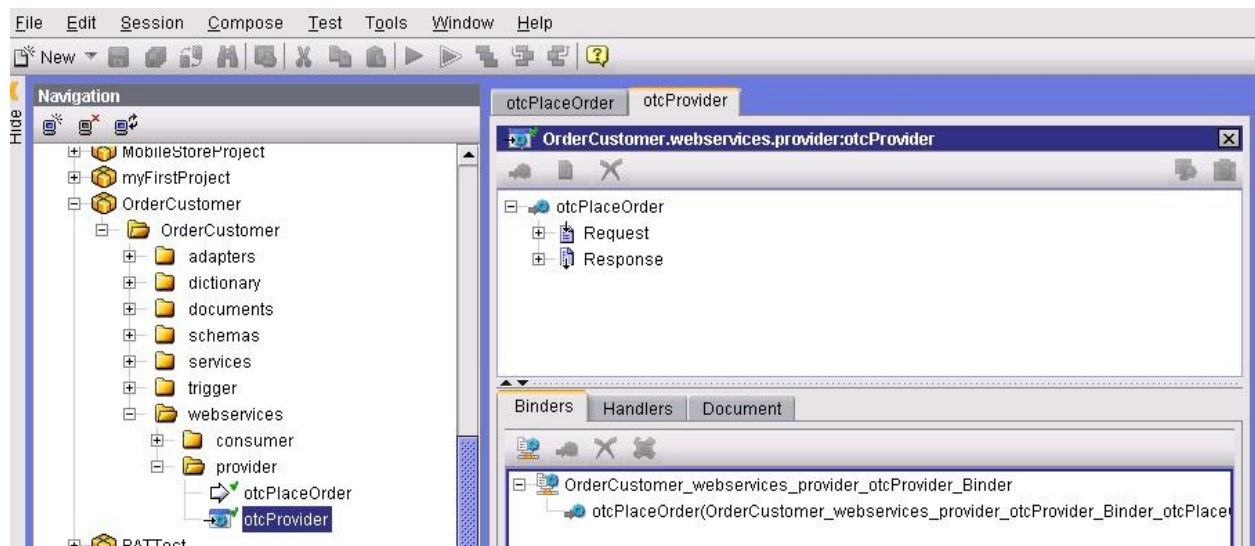 File Edit Session Compose Test Tools Window Help
New
Hide
Navigation
MobileStoreProject
myFirstProject
OrderCustomer
OrderCustomer
adapters
dictionary
documents
schemas
services
trigger
webservices
consumer
provider
otcPlaceOrder
otcProvider
otcPlaceOrder otcProvider
OrderCustomer.webservices.provider:otcProvider
otcPlaceOrder
Request
Response
Binders Handlers Document
OrderCustomer_webservices_provider_otcProvider_Binder
otcPlaceOrder(OrderCustomer_webservices_provider_otcProvider_Binder_otcPlace